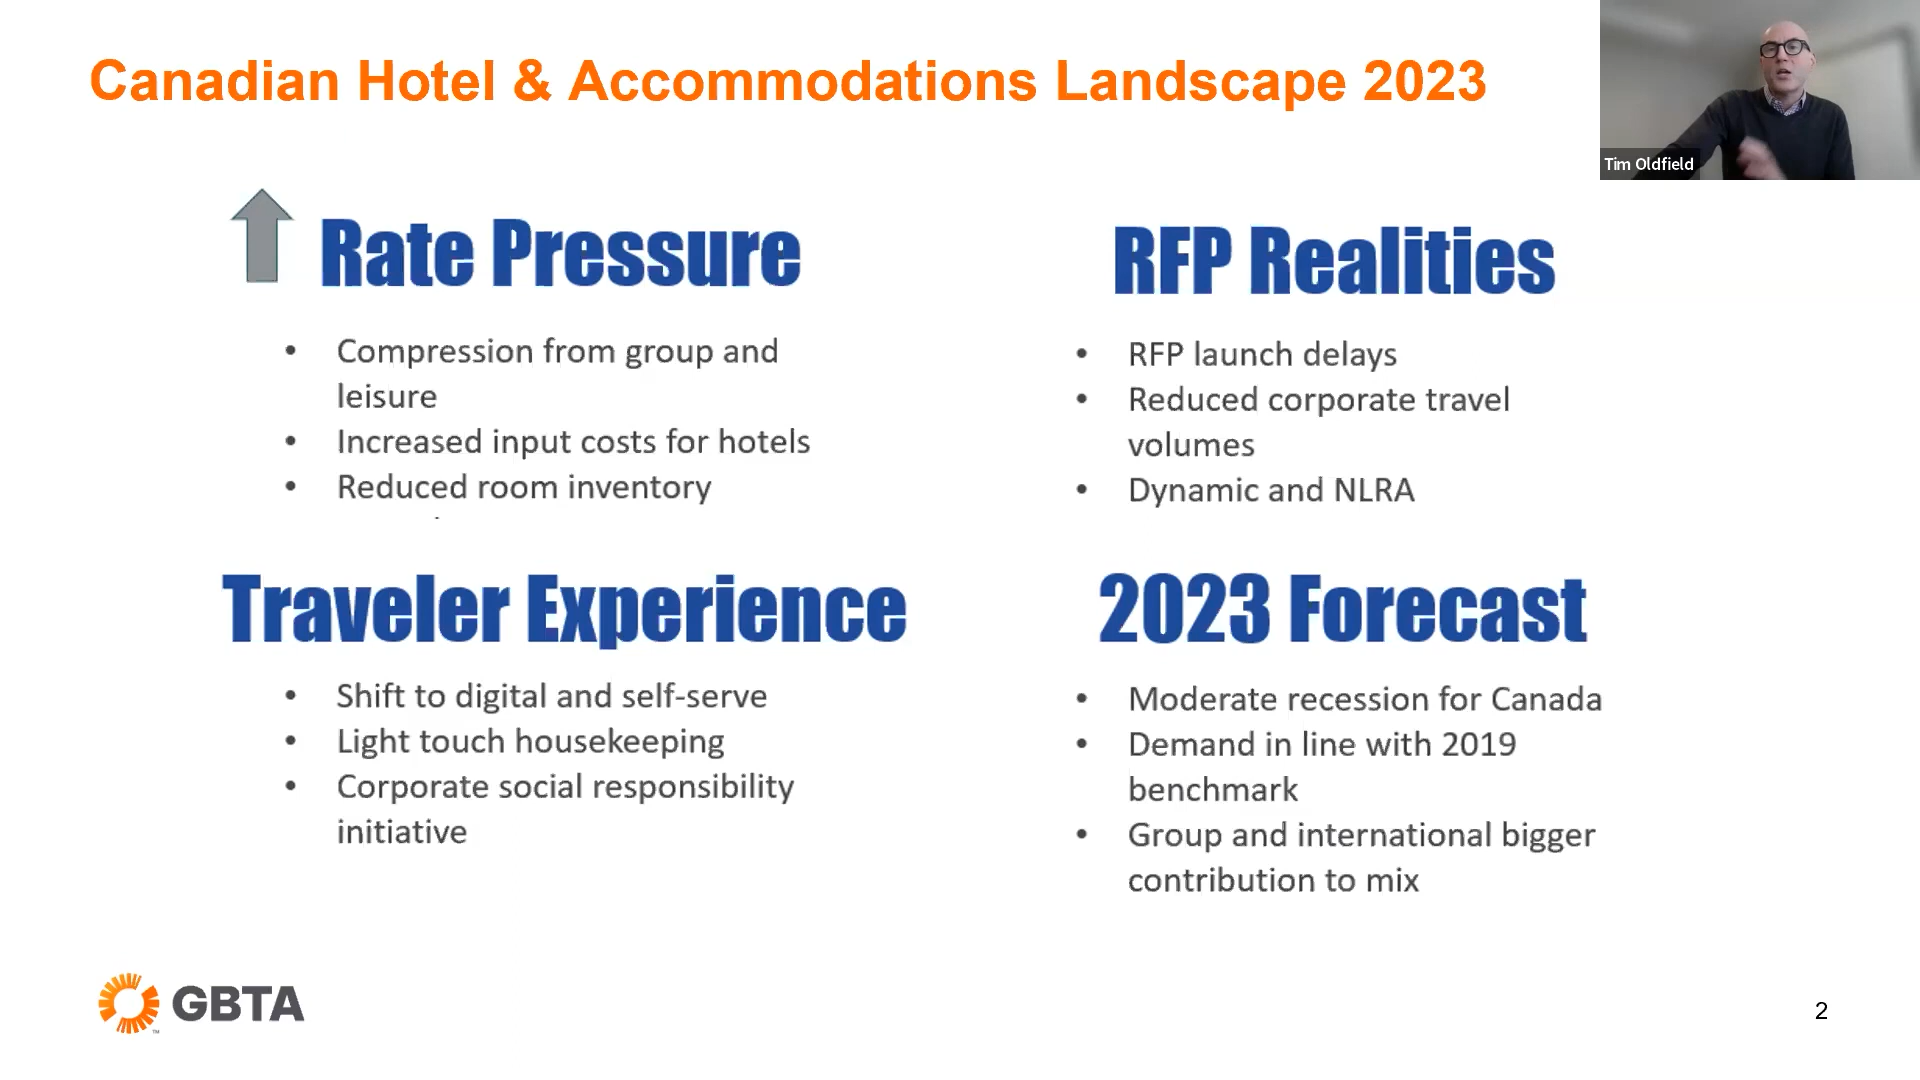 Canadian Hotel & Accommodations Landscape 2023
Tim Oldfield
Rate Pressure
• Compression from group and
leisure
• Increased input costs for hotels
• Reduced room inventory
RFP Realities
• RFP launch delays
• Reduced corporate travel
volumes
• Dynamic and NLRA
Traveler Experience
• Shift to digital and self-serve
• Light touch housekeeping
• Corporate social responsibility
initiative
2023 Forecast
• Moderate recession for Canada
• Demand in line with 2019
benchmark
• Group and international bigger
contribution to mix
GBTA
2